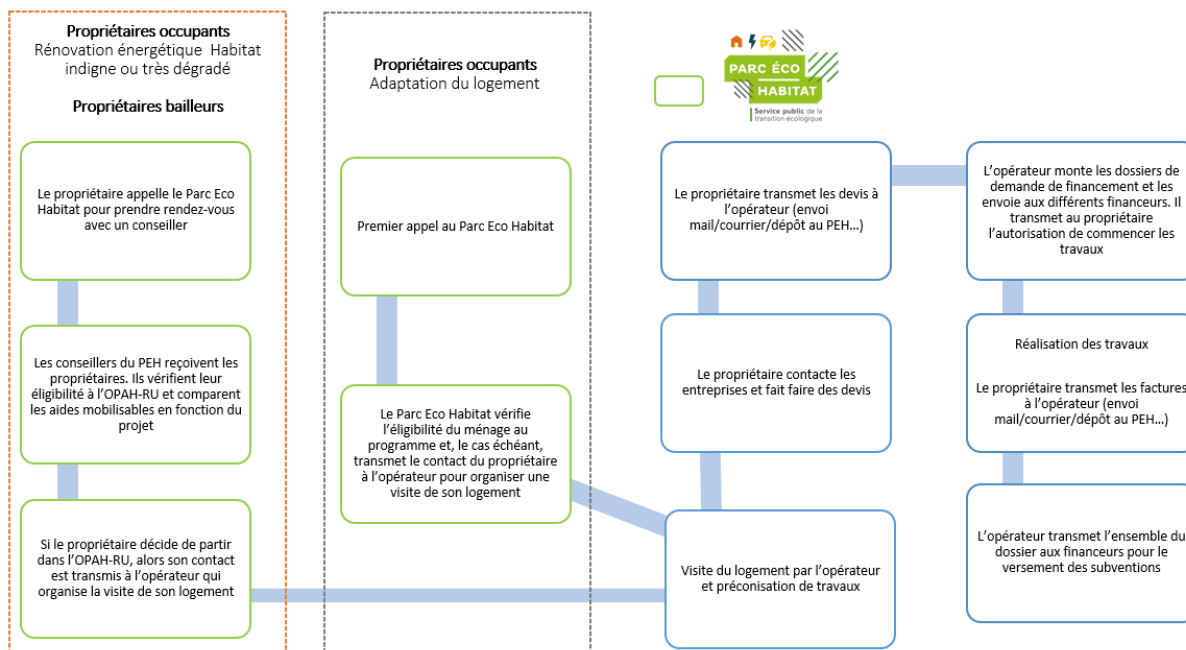 Propriétaires occupants
Rénovation énergétique  Habitat
indigne ou très dégradé
Propriétaires bailleurs
Le propriétaire appelle le Parc Eco
Habitat pour prendre rendez-vous
avec un conseiller
Les conseillers du PEH reçoivent les
propriétaires. Ils vérifient leur
éligibilité à l'OPAH-RU et comparent
les aides mobilisables en fonction du
projet
Si le propriétaire décide de partir
dans l'OPAH-RU, alors son contact
est transmis à l'opérateur qui
organise la visite de son logement
Propriétaires occupants
Adaptation du logement
Premier appel au Parc Eco Habitat
Le Parc Eco Habitat vérifie
l'éligibilité du ménage au
programme et, le cas échéant,
transmet le contact du propriétaire
à l'opérateur pour organiser une
visite de son logement
PARC ÉCO
HABITAT
Service public de la
transition écologique
Le propriétaire transmet les devis à
l'opérateur (envoi
mail/courrier/dépôt au PEH...)
Le propriétaire contacte les
entreprises et fait faire des devis
Visite du logement par l'opérateur
et préconisation de travaux
L'opérateur monte les dossiers de
demande de financement et les
envoie aux différents financeurs. Il
transmet au propriétaire
l'autorisation de commencer les
travaux
Réalisation des travaux
Le propriétaire transmet les factures
à l'opérateur (envoi
mail/courrier/dépôt au PEH...)
L'opérateur transmet l'ensemble du
dossier aux financeurs pour le
versement des subventions